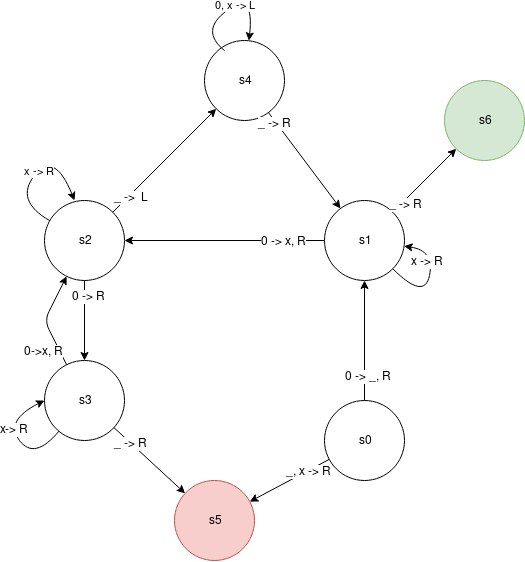 0, x -> L
s4
_ -> R
s6
x -> R
_ -> L
_ -> R
s2
0 -> x, R
s1
x -> R
0 -> R
0->x, R
0 -> _, R
s3
x-> R
_ -> R
s0
_, x -> R
s5